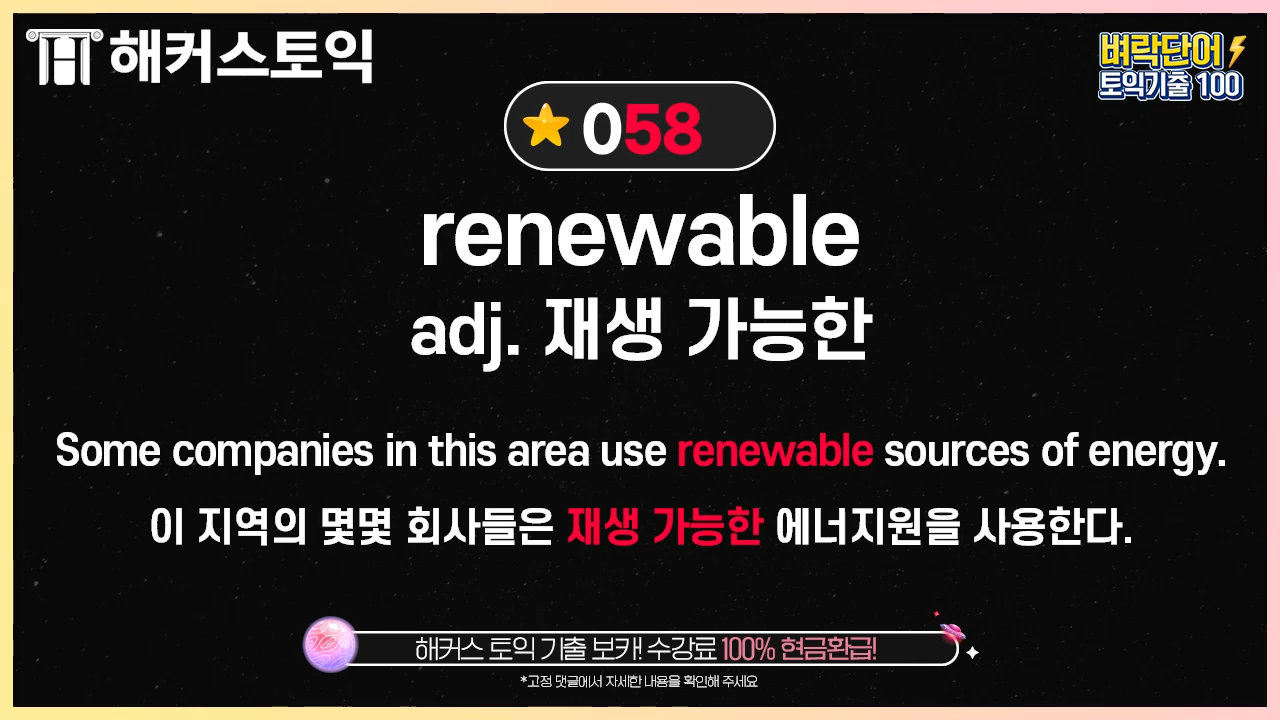 해커스토익
벼락단어
토익기출 100
058
renewable
adj. 재생 가능한
Some companies in this area use renewable sources of energy.
이 지역의 몇몇 회사들은 재생 가능한 에너지원을 사용한다.
해커스 토익 기출 보카! 수강료 100% 현금환급!
*고정 댓글에서 자세한 내용을 확인해 주세요